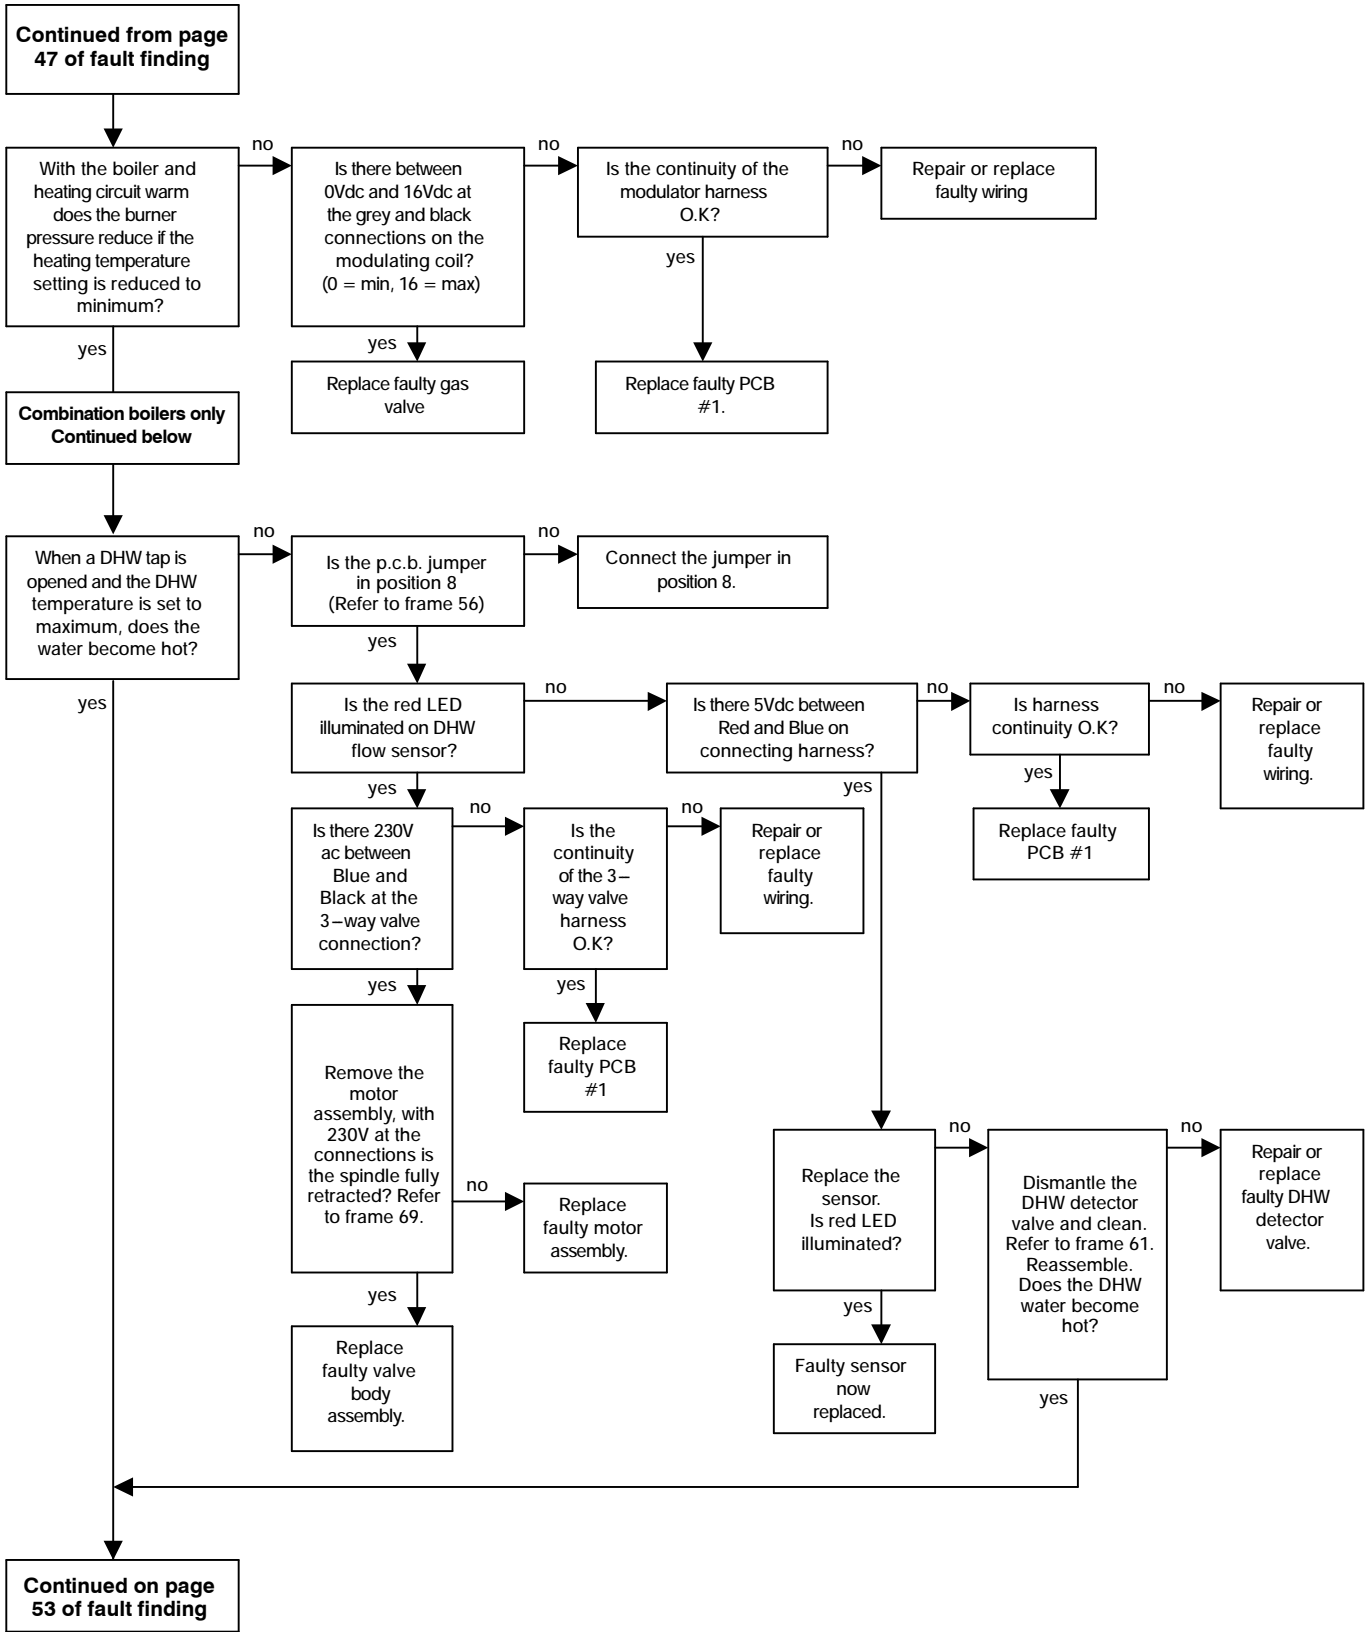 Continued from page
47 of fault finding
With the boiler and
heating circuit warm
does the burner
pressure reduce if the
heating temperature
setting is reduced to
minimum?
no
Is there between
0Vdc and 16Vdc at
the grey and black
connections on the
modulating coil?
(0 = min, 16 = max)
no
Is the continuity of the
modulator harness
O.K?
no
Repair or replace
faulty wiring
yes
yes
yes
Replace faulty gas
valve
Replace faulty PCB
#1.
Combination boilers only
Continued below
When a DHW tap is
opened and the DHW
temperature is set to
maximum, does the
water become hot?
no
Is the p.c.b. jumper
in position 8
(Refer to frame 56)
no
Connect the jumper in
position 8.
yes
yes
Is the red LED
illuminated on DHW
flow sensor?
no
Is there 5Vdc between
Red and Blue on
connecting harness?
no
Is harness
continuity O.K?
no
Repair or
replace
faulty
wiring.
yes
yes
yes
Replace faulty
PCB #1
Is there 230V
ac between
Blue and
Black at the
3–way valve
connection?
no
Is the
continuity
of the 3–
way valve
harness
O.K?
no
Repair or
replace
faulty
wiring.
yes
yes
Replace
faulty PCB
#1
Remove the
motor
assembly, with
230V at the
connections is
the spindle fully
retracted? Refer
to frame 69.
no
Replace
faulty motor
assembly.
yes
Replace
faulty valve
body
assembly.
Replace the
sensor.
Is red LED
illuminated?
no
Dismantle the
DHW detector
valve and clean.
Refer to frame 61.
Reassemble.
Does the DHW
water become
hot?
no
Repair or
replace
faulty DHW
detector
valve.
yes
Faulty sensor
now
replaced.
yes
Continued on page
53 of fault finding